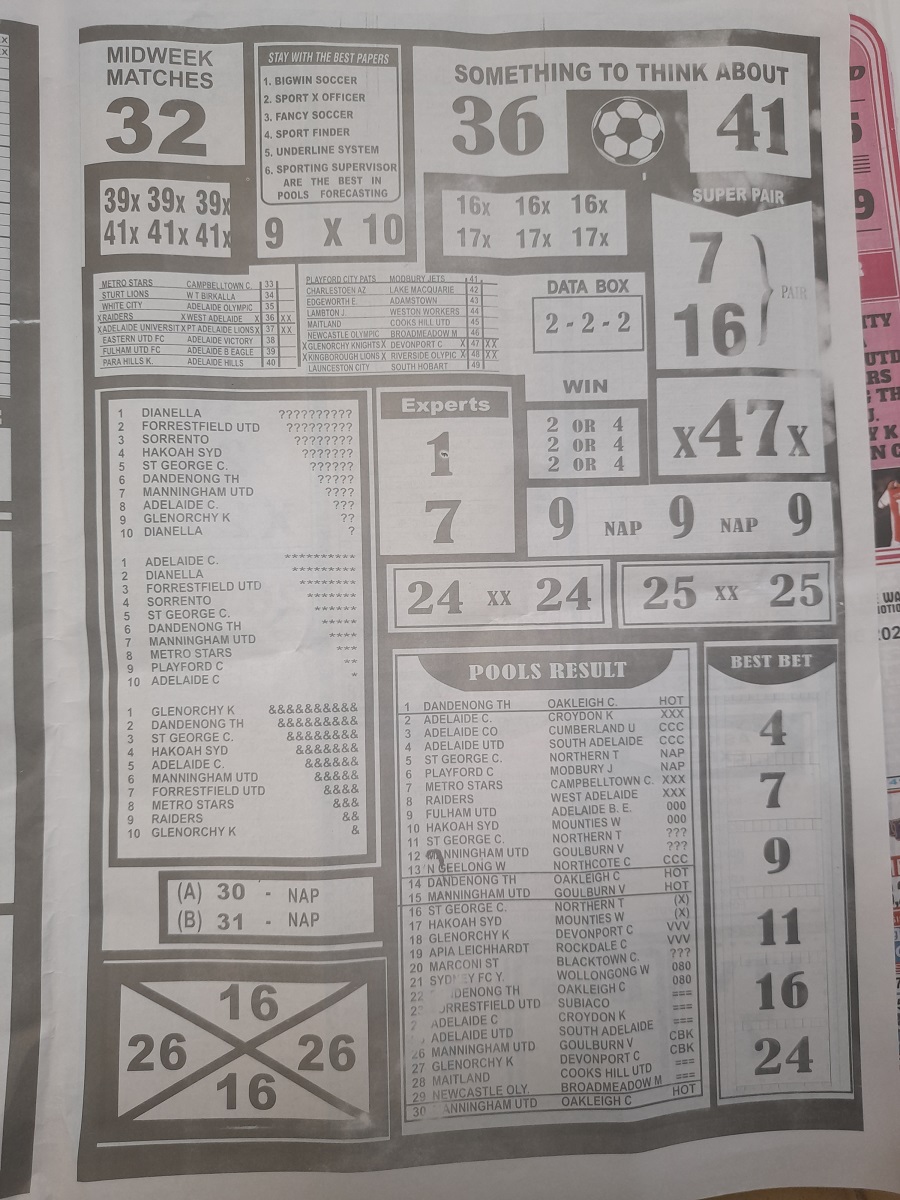 MIDWEEK
MATCHES
32
STAY WITH THE BEST PAPERS
1. BIGWIN SOCCER
2. SPORT X OFFICER
3. FANCY SOCCER
4. SPORT FINDER
5. UNDERLINE SYSTEM
6. SPORTING SUPERVISOR
ARE THE BEST IN
POOLS FORECASTING
9 X 10
SOMETHING TO THINK ABOUT
36 41
39x 39x 39x
41x 41x 41x
16x 16x 16x
17x 17x 17x
SUPER PAIR
7
16
PAIR
METRO STARS CAMPBELLTOWN C. 33
STURT LIONS W T BIRKALLA 34
WHITE CITY ADELAIDE OLYMPIC 35
XRAIDERS XWEST ADELAIDE X 36 XX
XADELAIDE UNIVERSIT XPT ADELAIDE LIONSX 37 XX
EASTERN UTD FC ADELAIDE VICTORY 38
FULHAM UTD FC ADELAIDE B EAGLE 39
PARA HILLS K. ADELAIDE HILLS 40
PLAYFORD CITY PATS MODBURY JETS 41
CHARLESTOEN AZ LAKE MACQUARIE 42
EDGEWORTH E. ADAMSTOWN 43
LAMBTON J. WESTON WORKERS 44
MAITLAND COOKS HILL UTD 45
NEWCASTLE OLYMPIC BROADMEADOW M 46
XGLENORCHY KNIGHTSX DEVONPORT C X 47 XX
XKINGBOROUGH LIONS X RIVERSIDE OLYPIC X 48 XX
LAUNCESTON CITY SOUTH HOBART 49
DATA BOX
2 - 2 - 2
WIN
2 OR 4
2 OR 4
2 OR 4
x47x
1 DIANELLA ??????????
2 FORRESTFIELD UTD ?????????
3 SORRENTO ????????
4 HAKOAH SYD ???????
5 ST GEORGE C. ??????
6 DANDENONG TH ?????
7 MANNINGHAM UTD ????
8 ADELAIDE C. ???
9 GLENORCHY K ??
10 DIANELLA ?
1 ADELAIDE C. **********
2 DIANELLA *********
3 FORRESTFIELD UTD ********
4 SORRENTO *******
5 ST GEORGE C. ******
6 DANDENONG TH *****
7 MANNINGHAM UTD ****
8 METRO STARS ***
9 PLAYFORD C **
10 ADELAIDE C *
1 GLENORCHY K &&&&&&&&&&
2 DANDENONG TH &&&&&&&&&
3 ST GEORGE C. &&&&&&&&
4 HAKOAH SYD &&&&&&&
5 ADELAIDE C. &&&&&&
6 MANNINGHAM UTD &&&&&
7 FORRESTFIELD UTD &&&&
8 METRO STARS &&&
9 RAIDERS &&
10 GLENORCHY K &
Experts
1
7
9 NAP 9 NAP 9
24 xx 24
25 xx 25
(A) 30 - NAP
(B) 31 - NAP
16
26 26
16
POOLS RESULT
1 DANDENONG TH OAKLEIGH C. HOT
2 ADELAIDE C. CROYDON K XXX
3 ADELAIDE CO CUMBERLAND U CCC
4 ADELAIDE UTD SOUTH ADELAIDE CCC
5 ST GEORGE C. NORTHERN T NAP
6 PLAYFORD C MODBURY J NAP
7 METRO STARS CAMPBELLTOWN C. XXX
8 RAIDERS WEST ADELAIDE XXX
9 FULHAM UTD ADELAIDE B. E. 000
10 HAKOAH SYD MOUNTIES W 000
11 ST GEORGE C. NORTHERN T ???
12 MANNINGHAM UTD GOULBURN V ???
13 N GEELONG W NORTHCOTE C CCC
14 DANDENONG TH OAKLEIGH C HOT
15 MANNINGHAM UTD GOULBURN V HOT
16 ST GEORGE C. NORTHERN T (X)
17 HAKOAH SYD MOUNTIES W (X)
18 GLENORCHY K DEVONPORT C VVV
19 APIA LEICHHARDT ROCKDALE C VVV
20 MARCONI ST BLACKTOWN C. ???
21 SYDNEY FC Y. WOLLONGONG W 080
22 DENONG TH OAKLEIGH C 080
23 ORRESTFIELD UTD SUBIACO ===
2 ADELAIDE C CROYDON K ===
ADELAIDE UTD SOUTH ADELAIDE ===
26 MANNINGHAM UTD GOULBURN V CBK
27 GLENORCHY K DEVONPORT C CBK
28 MAITLAND COOKS HILL UTD ===
29 NEWCASTLE OLY. BROADMEADOW M ===
30 ANNINGHAM UTD OAKLEIGH C HOT
BEST BET
4
7
9
11
16
24